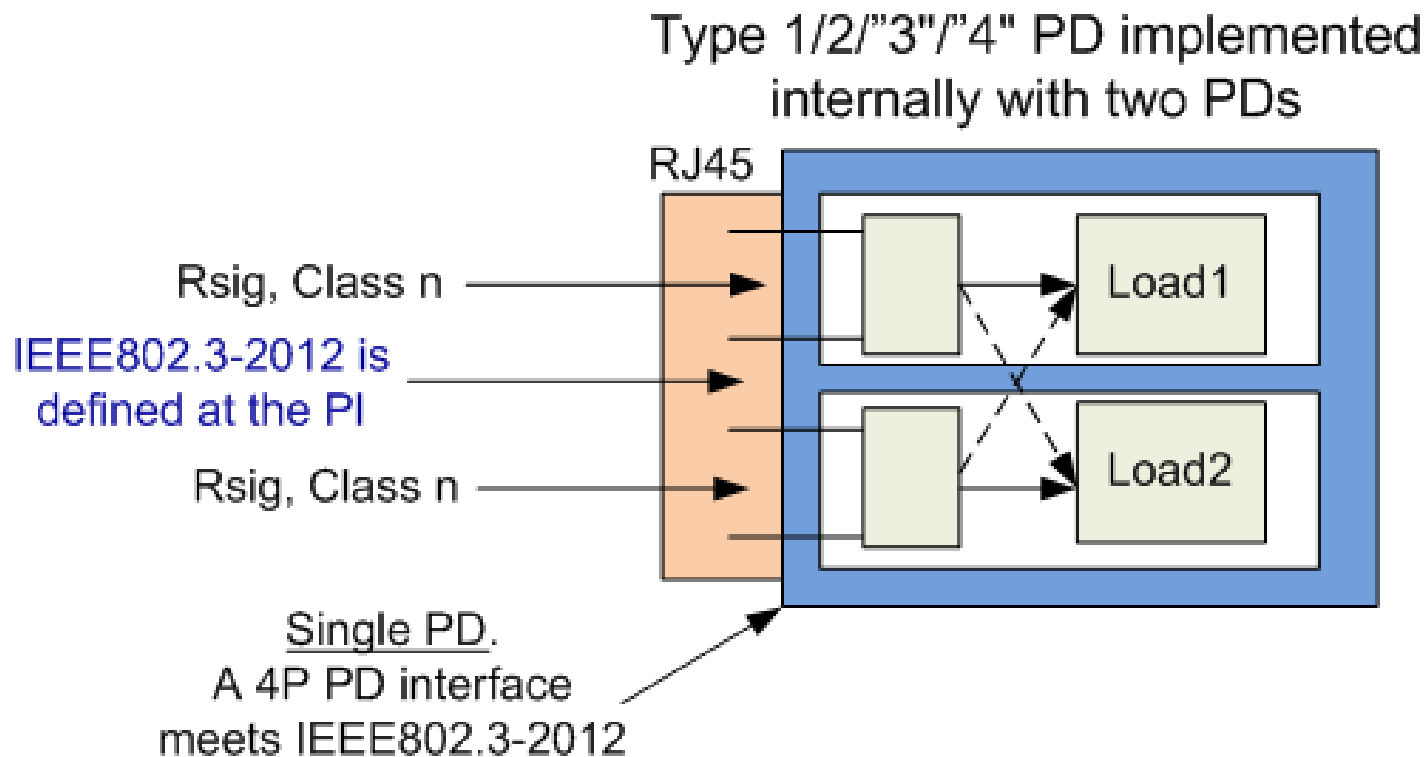 Type 1/2/”3"/”4" PD implemented
internally with two PDs
RJ45
Rsig, Class n
Load1
IEEE802.3-2012 is
defined at the PI
Rsig, Class n
Load2
Single PD.
A 4P PD interface
meets IEEE802.3-2012